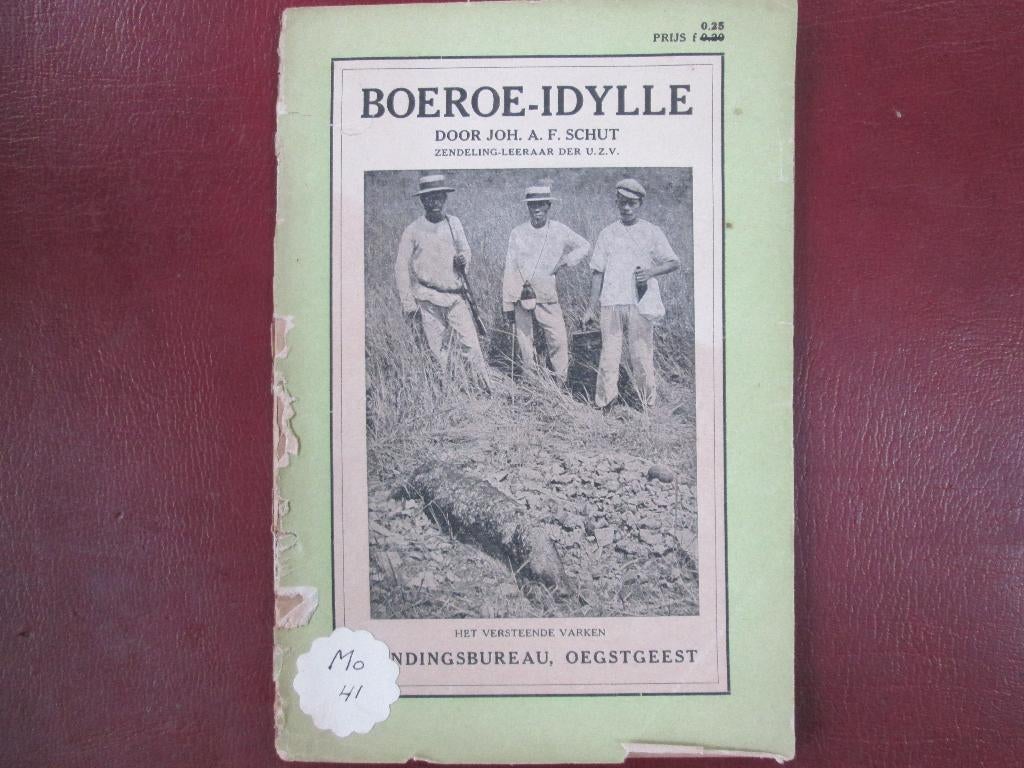 0.25
PRIJS f 0.20
BOEROE-IDYLLE
DOOR JOH. A. F. SCHUT
ZENDELING-LEERAAR DER U.Z.V.
HET VERSTEENDE VARKEN
NDINGSBUREAU, OEGSTGEEST
Mo
41